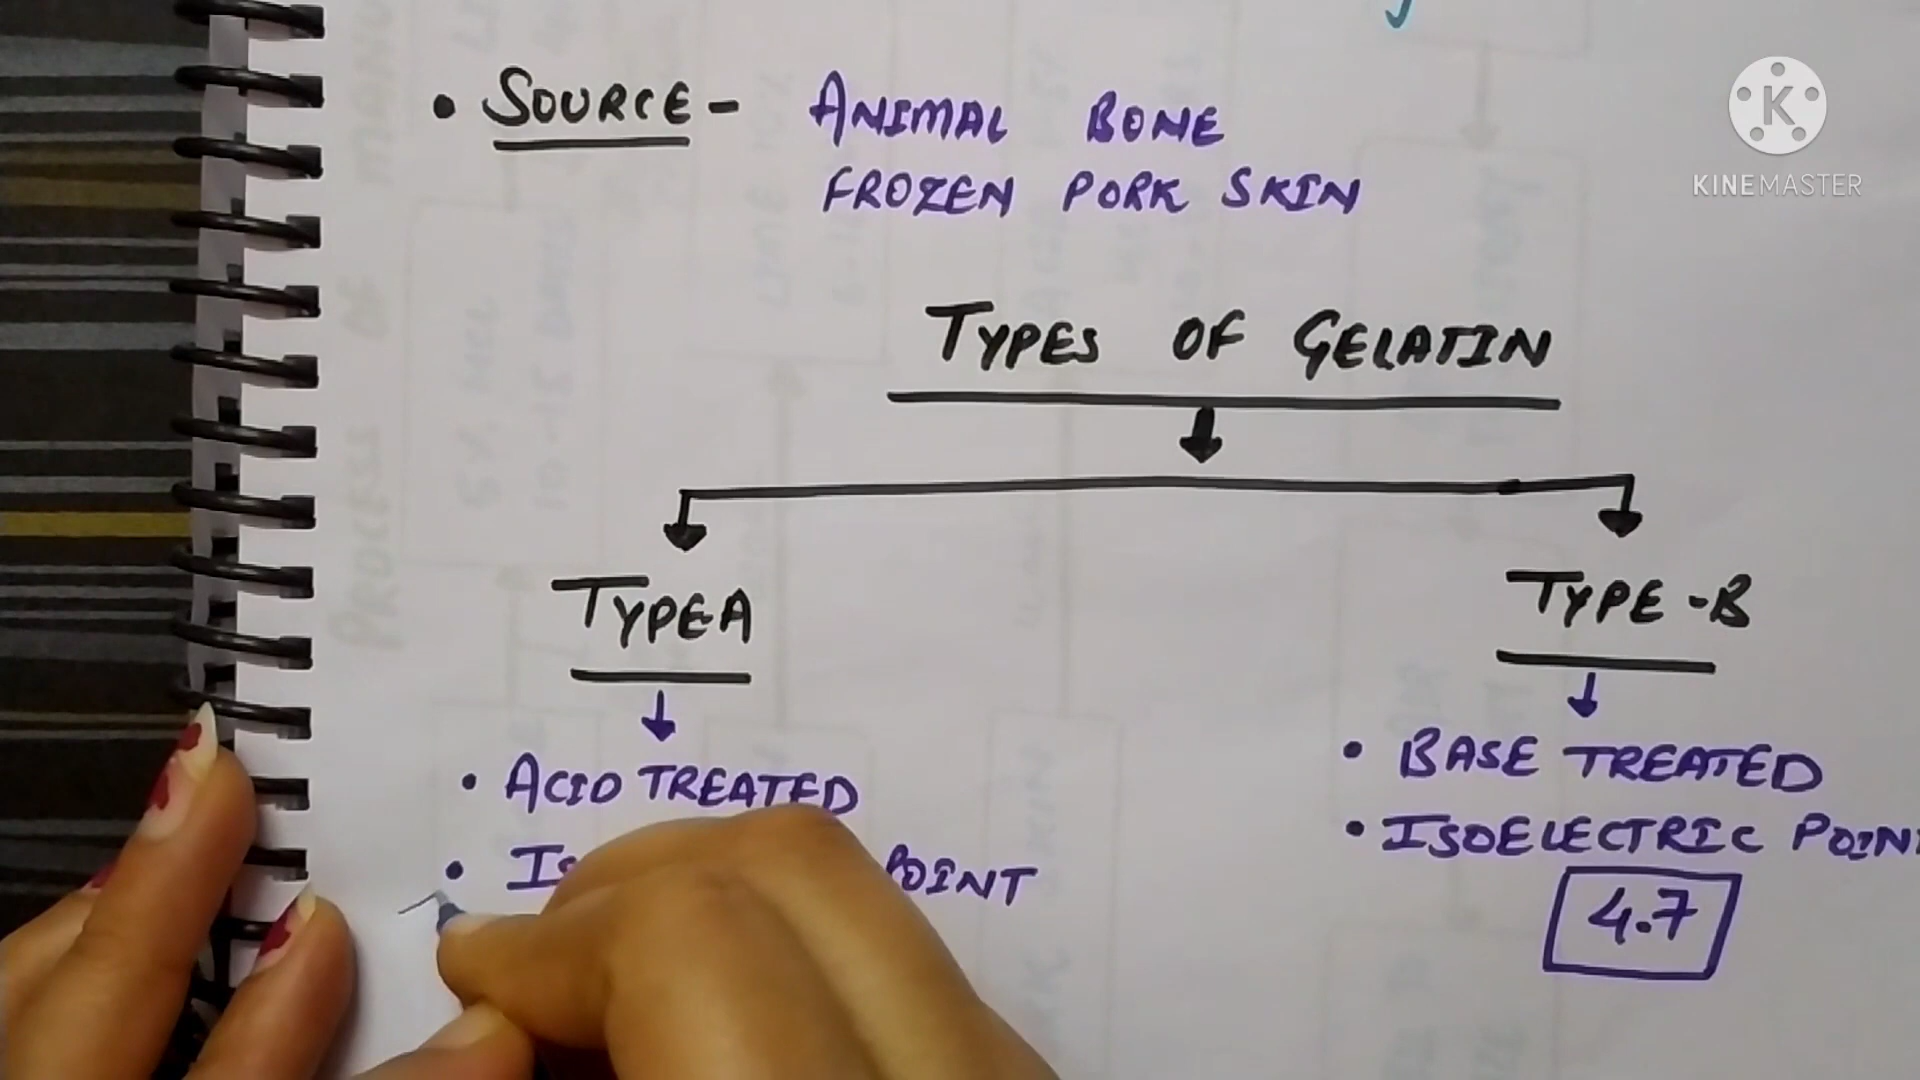 • SOURCE - ANIMAL BONE
FROZEN PORK SKIN
KINEMASTER
TYPES OF GELATIN
TYPE-A
TYPE-B
• ACID TREATED
• BASE TREATED
• POINT
• ISOELECTRIC POINT
4.7